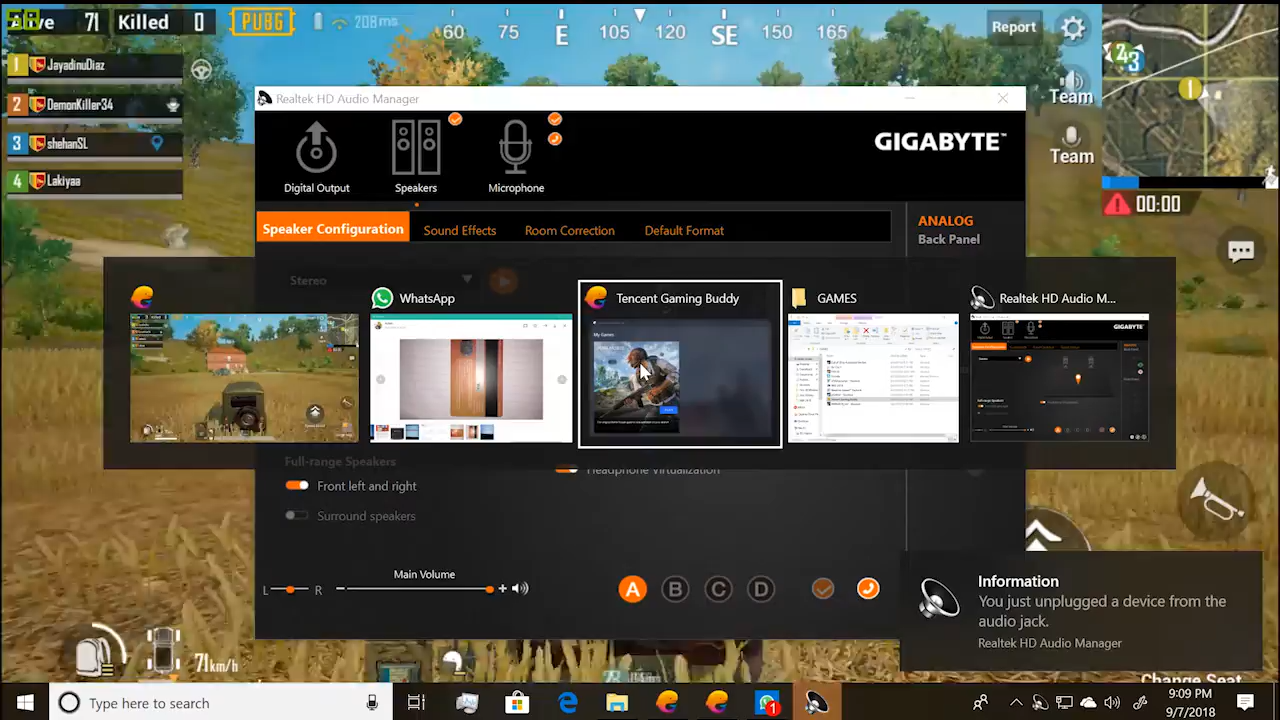 Alive 71 Killed 0
PUBG
208 ms
60 75 E 105 120 SE 150 165
Report
1 JayadinuDiaz
2 DemonKiller34
3 shehanSL
4 Lakiyaa
Team
Team
00:00
Realtek HD Audio Manager
GIGABYTE™
Digital Output
Speakers
Microphone
Speaker Configuration
Sound Effects
Room Correction
Default Format
ANALOG
Back Panel
Stereo
WhatsApp
Tencent Gaming Buddy
GAMES
Realtek HD Audio M...
My Games
GIGABYTE
Full-range Speakers
Headphone Virtualization
Front left and right
Surround speakers
Main Volume
L R
A B C D
Information
You just unplugged a device from the
audio jack.
Realtek HD Audio Manager
71km/h
Change Seat
Type here to search
1
9:09 PM
9/7/2018